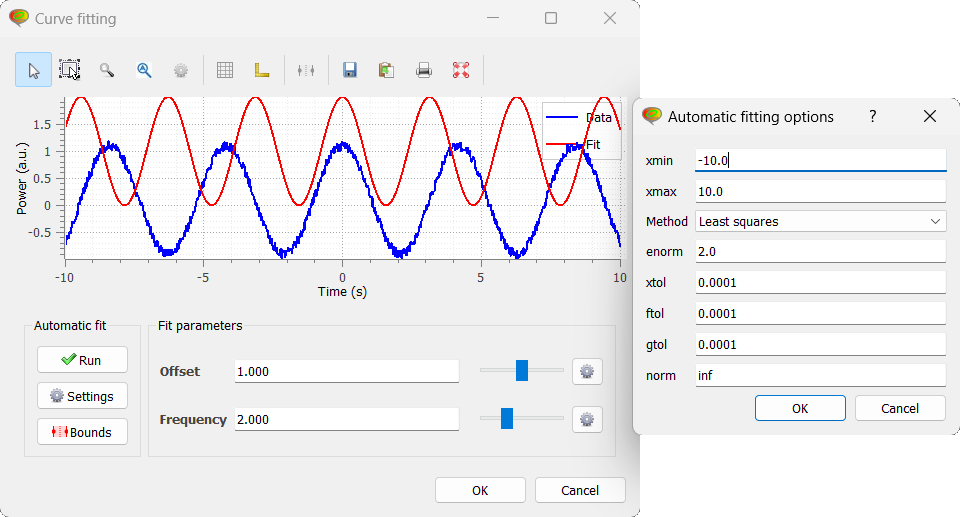 Curve fitting
1.5
1
0.5
0
-0.5
Power (a.u.)
-10
-5
0
5
10
Time (s)
Data
Fit
Automatic fit
Run
Settings
Bounds
Fit parameters
Offset 1.000
Frequency 2.000
OK Cancel
Automatic fitting options ?
xmin -10.0
xmax 10.0
Method Least squares
enorm 2.0
xtol 0.0001
ftol 0.0001
gtol 0.0001
norm inf
OK Cancel